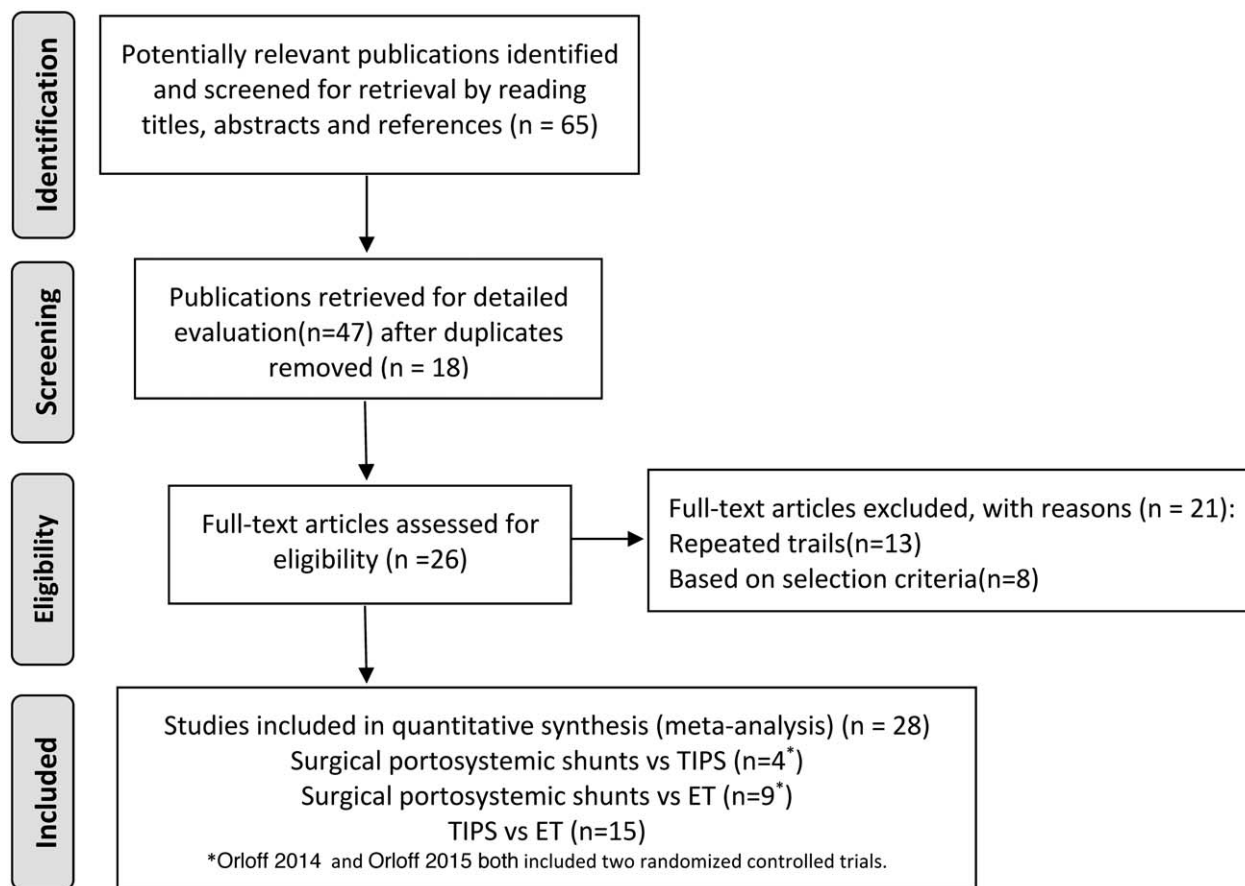 Identification
Potentially relevant publications identified
and screened for retrieval by reading
titles, abstracts and references (n = 65)
Screening
Publications retrieved for detailed
evaluation(n=47) after duplicates
removed (n = 18)
Eligibility
Full-text articles assessed for
eligibility (n =26)
Full-text articles excluded, with reasons (n = 21):
Repeated trails(n=13)
Based on selection criteria(n=8)
Included
Studies included in quantitative synthesis (meta-analysis) (n = 28)
Surgical portosystemic shunts vs TIPS (n=4*)
Surgical portosystemic shunts vs ET (n=9*)
TIPS vs ET (n=15)
*Orloff 2014 and Orloff 2015 both included two randomized controlled trials.